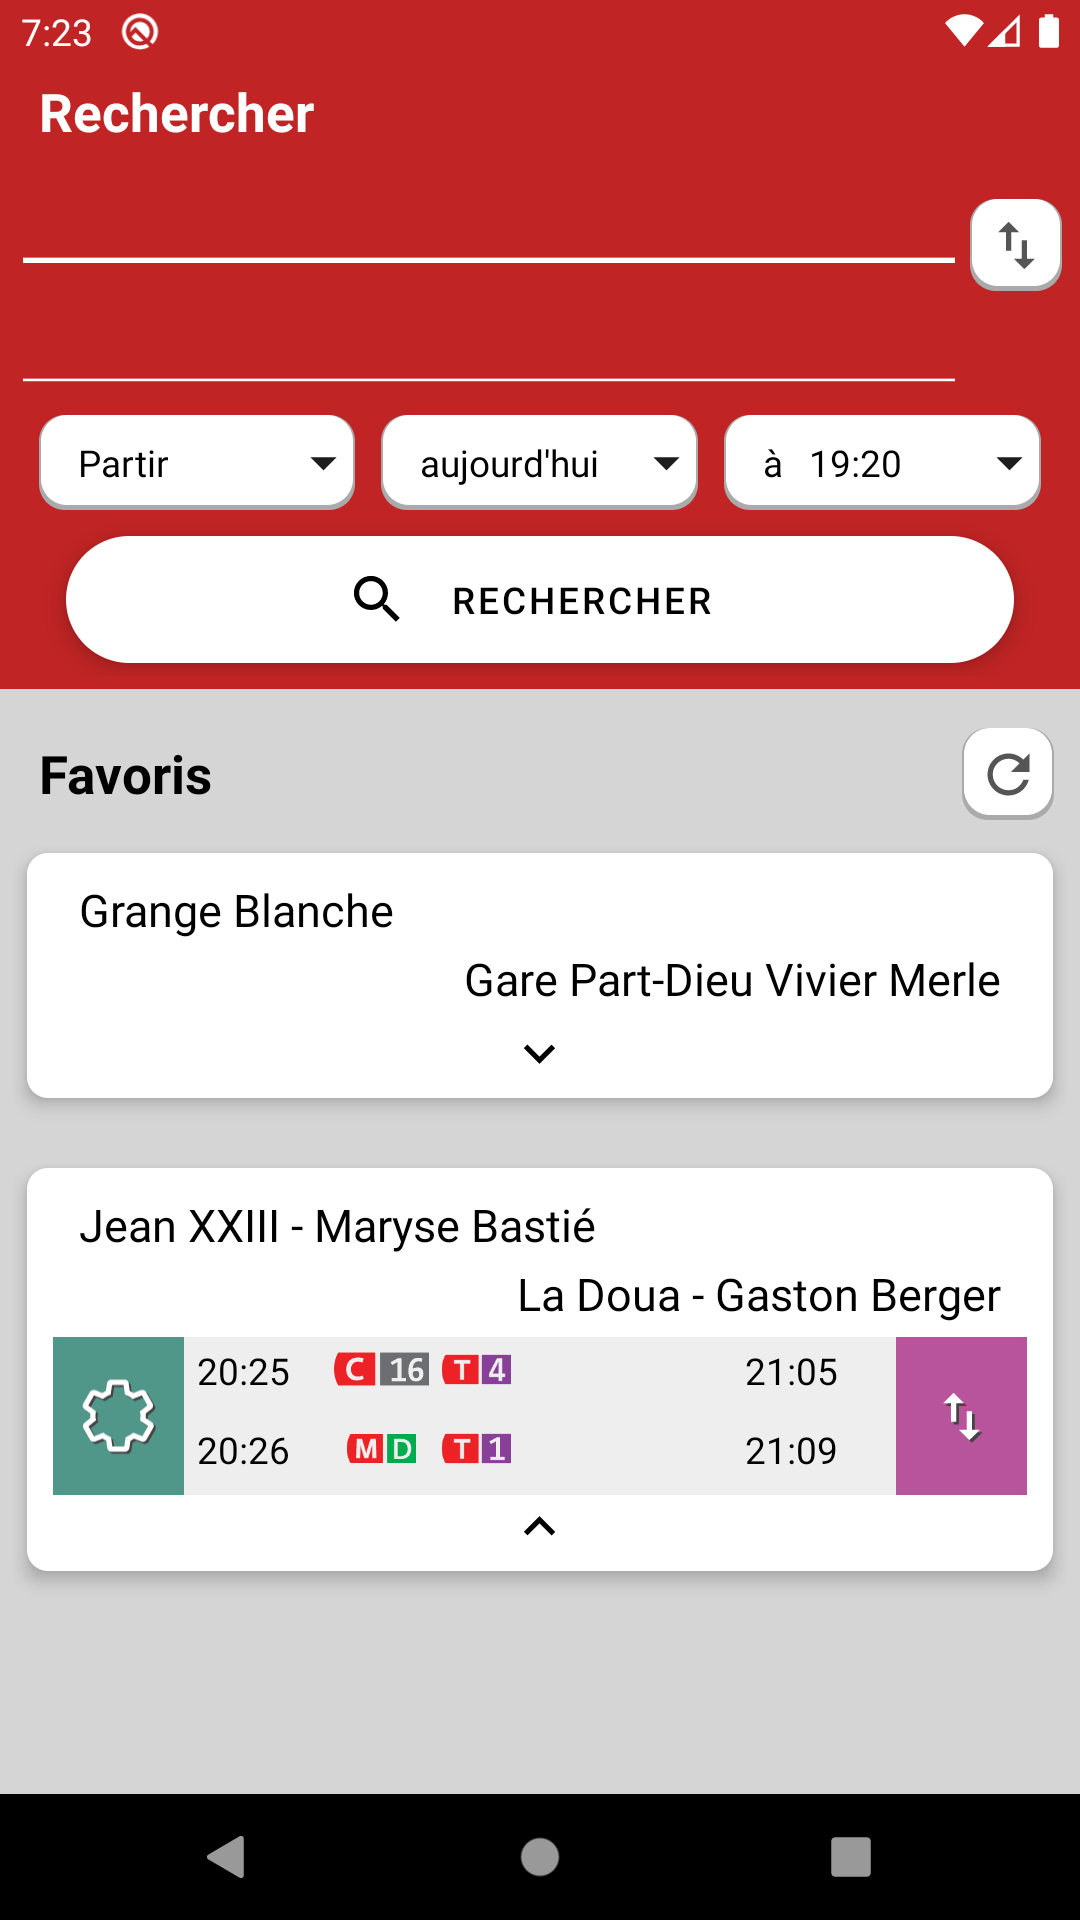 7:23
Rechercher
Partir aujourd'hui à 19:20
RECHERCHER
Favoris
Grange Blanche
Gare Part-Dieu Vivier Merle
Jean XXIII - Maryse Bastié
La Doua - Gaston Berger
20:25 C 16 T 4 21:05
20:26 M D T 1 21:09